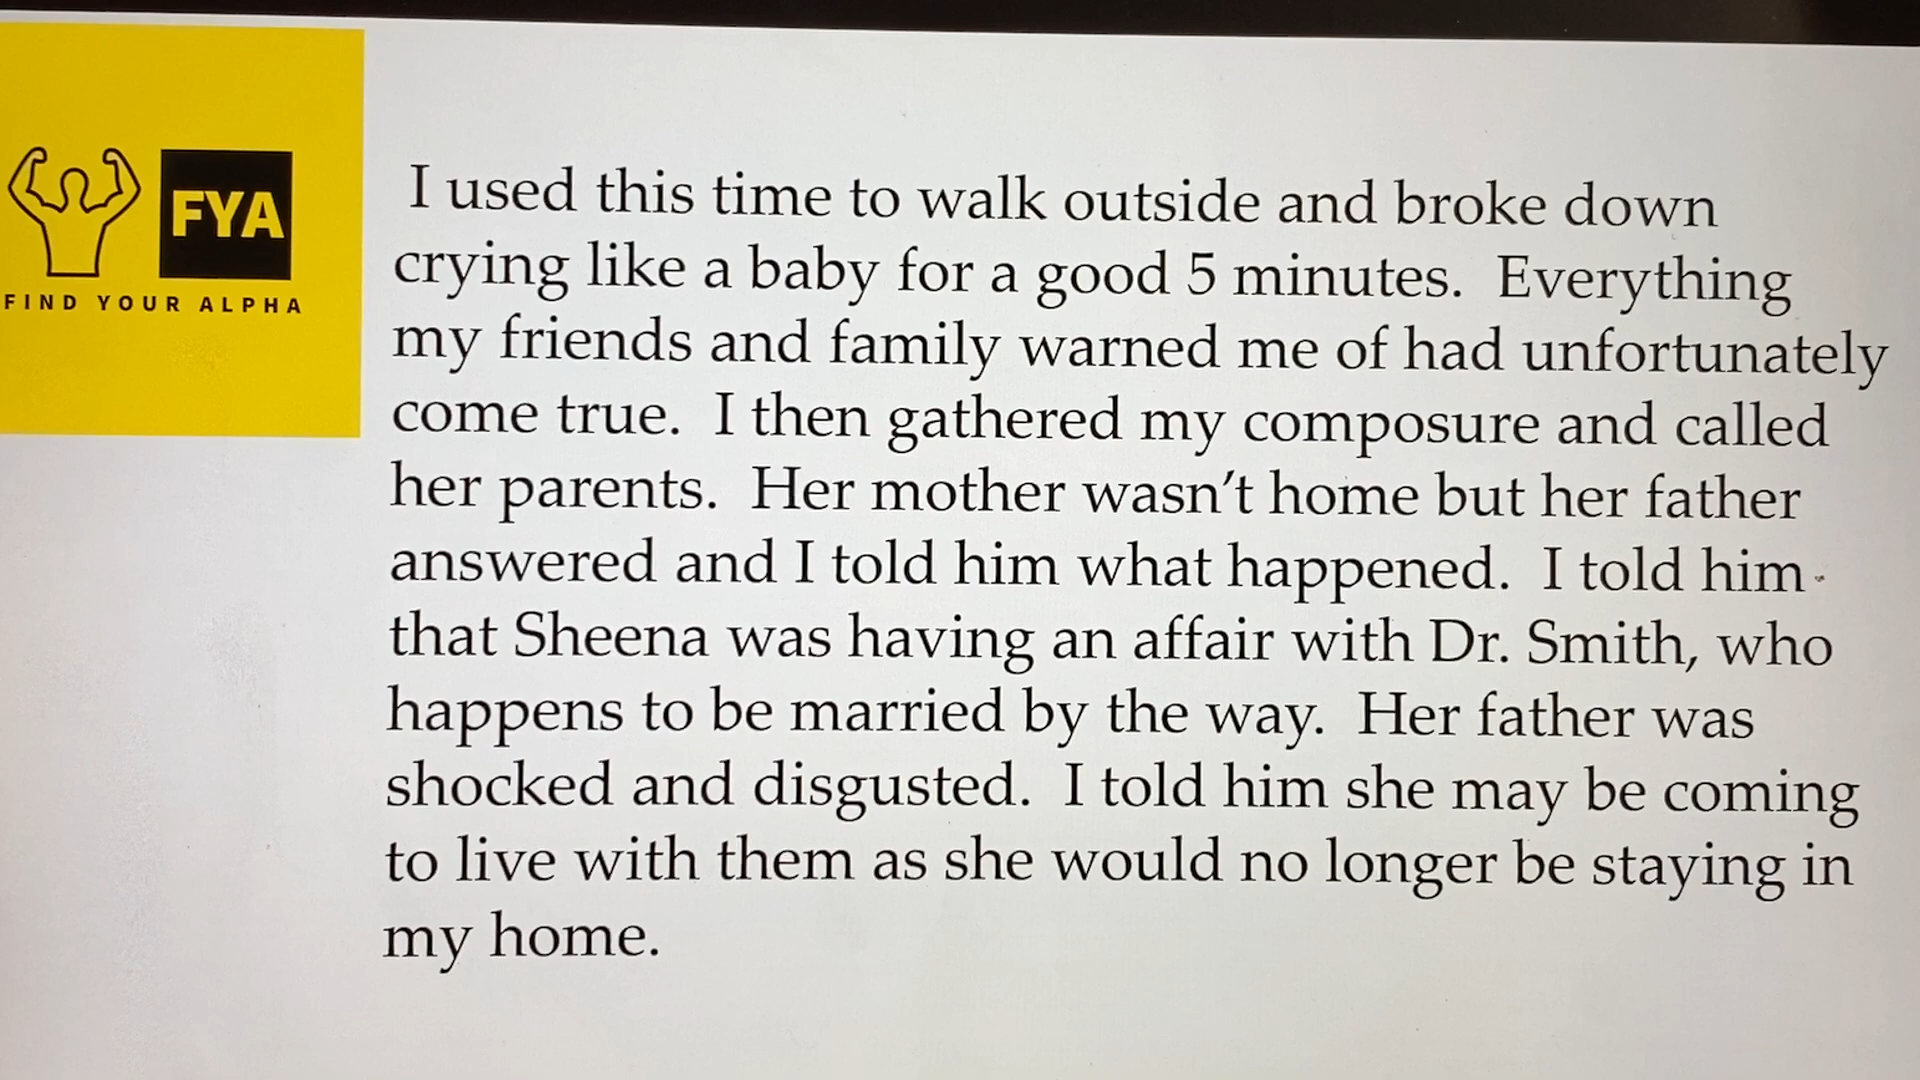 FYA
FIND YOUR ALPHA
I used this time to walk outside and broke down
crying like a baby for a good 5 minutes.  Everything
my friends and family warned me of had unfortunately
come true.  I then gathered my composure and called
her parents.  Her mother wasn't home but her father
answered and I told him what happened.  I told him
that Sheena was having an affair with Dr. Smith, who
happens to be married by the way.  Her father was
shocked and disgusted.  I told him she may be coming
to live with them as she would no longer be staying in
my home.